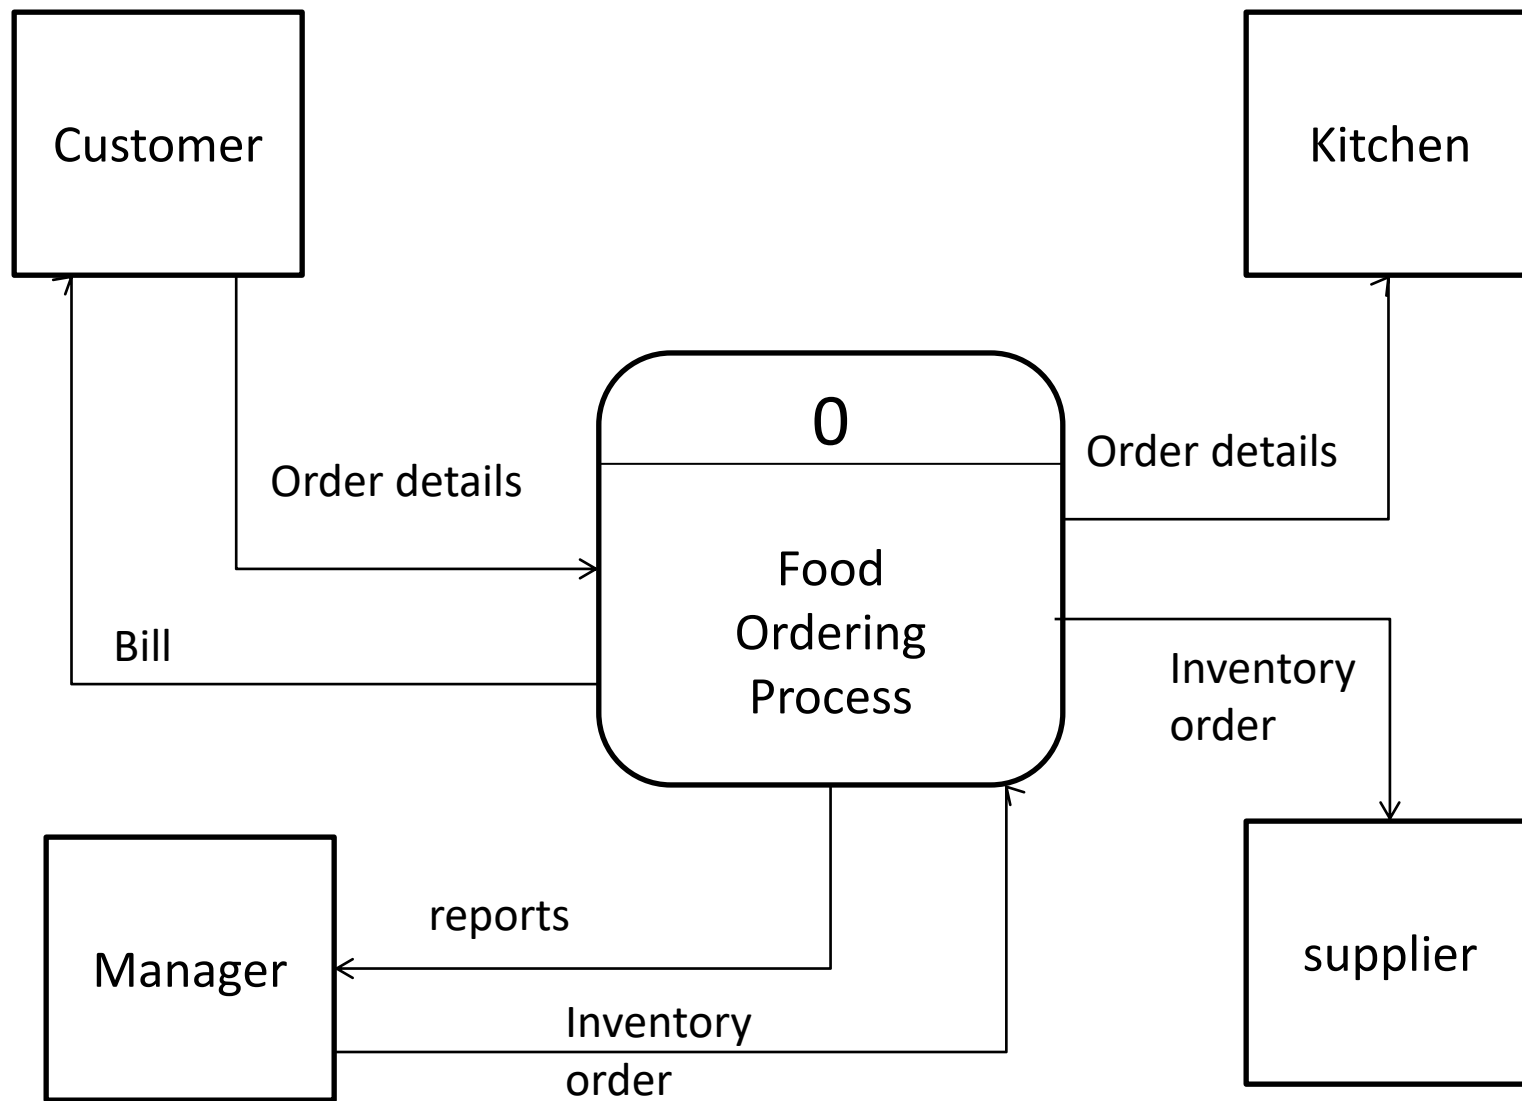 Customer
Kitchen
0
Order details
Order details
Food
Ordering
Process
Bill
Inventory
order
reports
Manager
supplier
Inventory
order